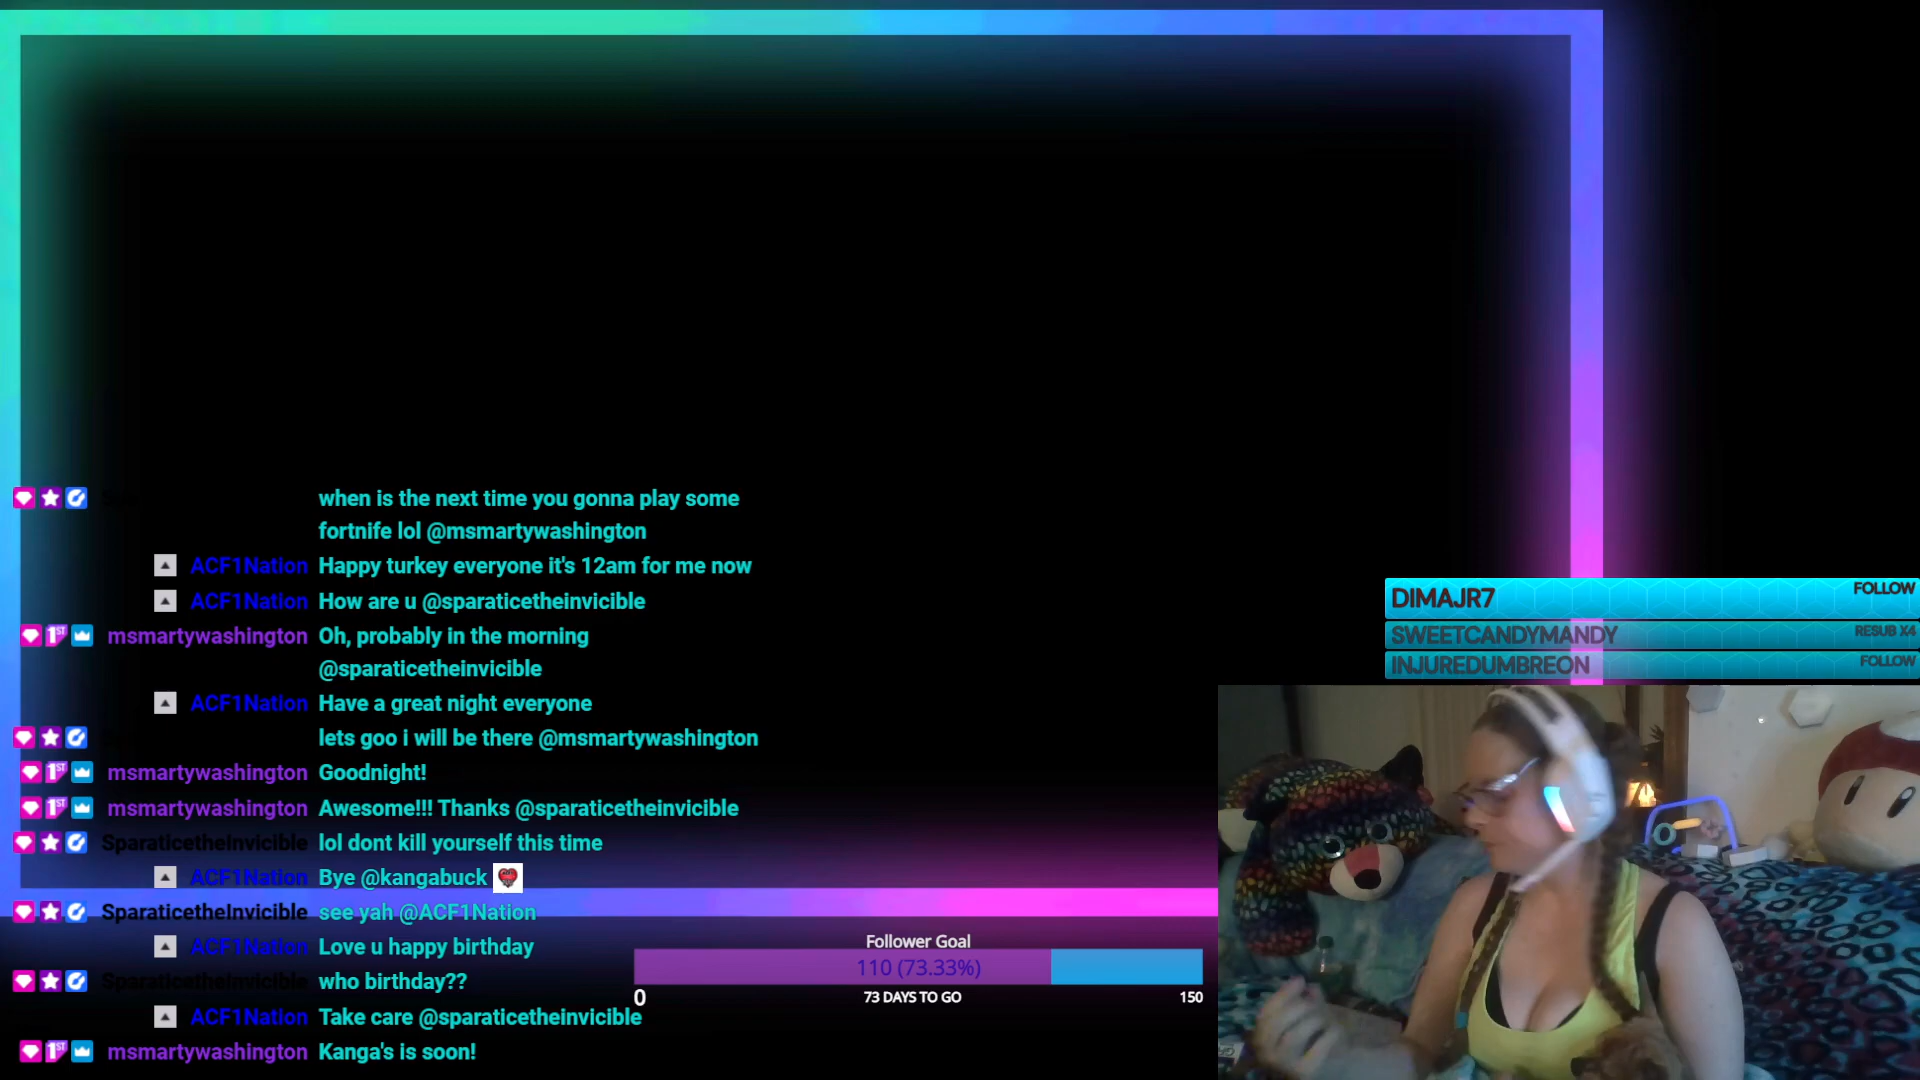 when is the next time you gonna play some
fortnife lol @msmartywashington
ACF1Nation Happy turkey everyone it's 12am for me now
ACF1Nation How are u @sparaticetheinvicible
1ST msmartywashington Oh, probably in the morning
@sparaticetheinvicible
ACF1Nation Have a great night everyone
lets goo i will be there @msmartywashington
1ST msmartywashington Goodnight!
1ST msmartywashington Awesome!!! Thanks @sparaticetheinvicible
SparaticetheInvicible lol dont kill yourself this time
ACF1Nation Bye @kangabuck
SparaticetheInvicible see yah @ACF1Nation
ACF1Nation Love u happy birthday
SparaticetheInvicible who birthday??
ACF1Nation Take care @sparaticetheinvicible
1ST msmartywashington Kanga's is soon!
Follower Goal
110 (73.33%)
0 73 DAYS TO GO 150
DIMAJR7 FOLLOW
SWEETCANDYMANDY RESUB X4
INJUREDUMBREON FOLLOW